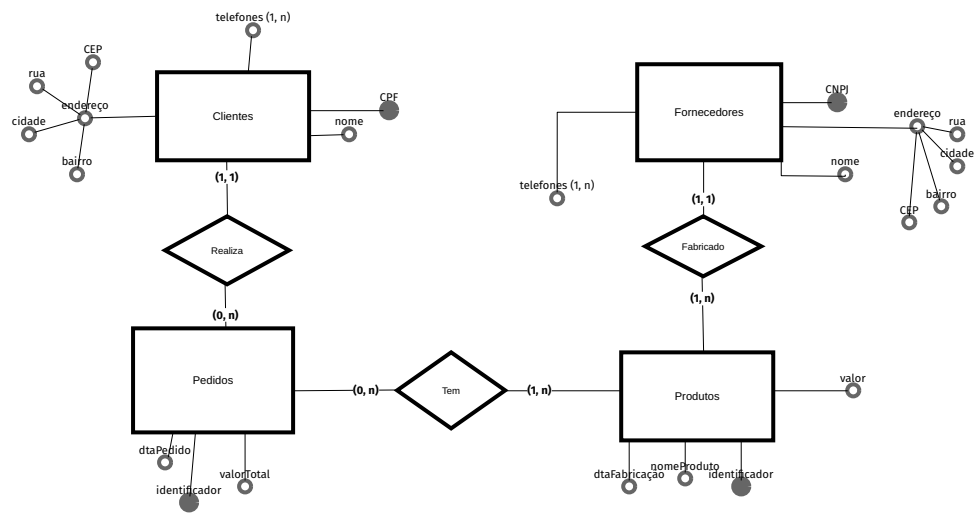 telefones (1, n)
CEP
rua
endereço
cidade
bairro
Clientes
CPF
nome
(1, 1)
Realiza
(0, n)
Pedidos
dtaPedido
identificador
valorTotal
(0, n)
Tem
(1, n)
Fornecedores
CNPJ
endereço
rua
cidade
bairro
CEP
nome
telefones (1, n)
(1, 1)
Fabricado
(1, n)
Produtos
valor
dtaFabricação
nomeProduto
identificador